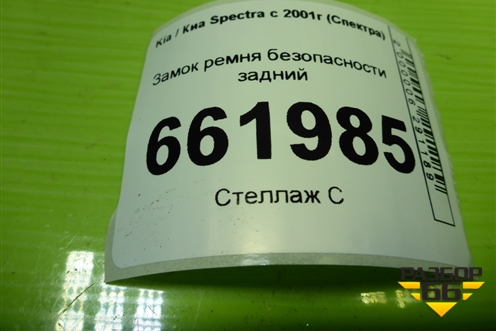 Kia / Киа Spectra с 2001г (Спектра)
Замок ремня безопасности
задний
661985
Стеллаж С
РАЗБОР
66